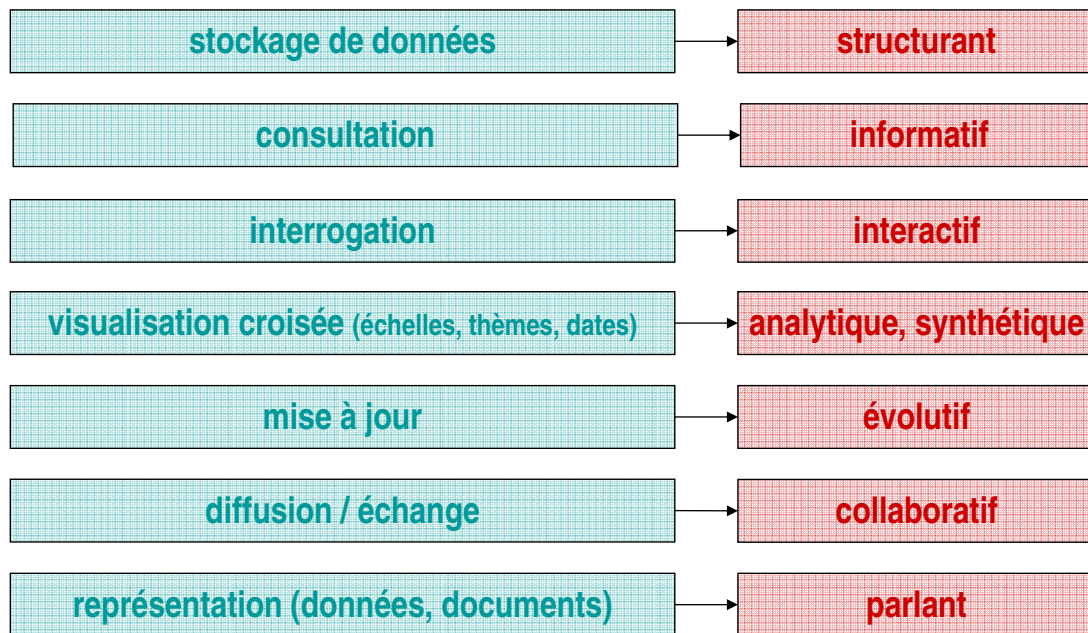 stockage de données structurant
consultation informatif
interrogation interactif
visualisation croisée (échelles, thèmes, dates) analytique, synthétique
mise à jour évolutif
diffusion / échange collaboratif
représentation (données, documents) parlant